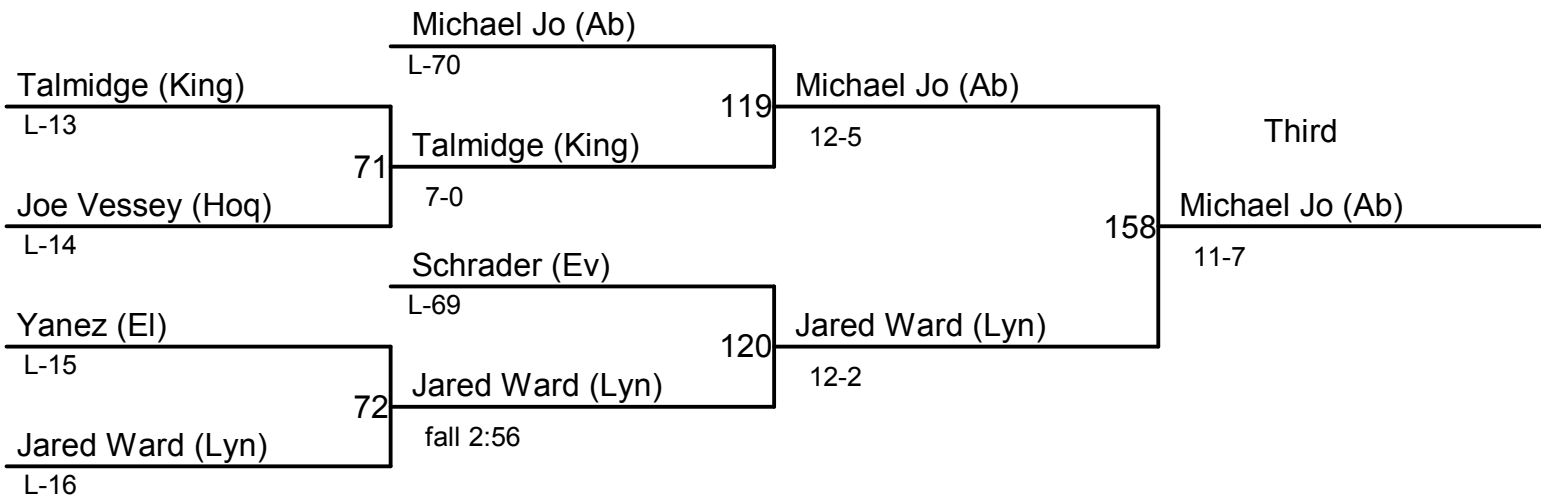 Michael Jo (Ab)
L-70
Talmidge (King)
L-13
119
Michael Jo (Ab)
12-5
Third
71
Talmidge (King)
7-0
Joe Vessey (Hoq)
L-14
158
Michael Jo (Ab)
11-7
Schrader (Ev)
L-69
Yanez (El)
L-15
120
Jared Ward (Lyn)
12-2
72
Jared Ward (Lyn)
fall 2:56
Jared Ward (Lyn)
L-16